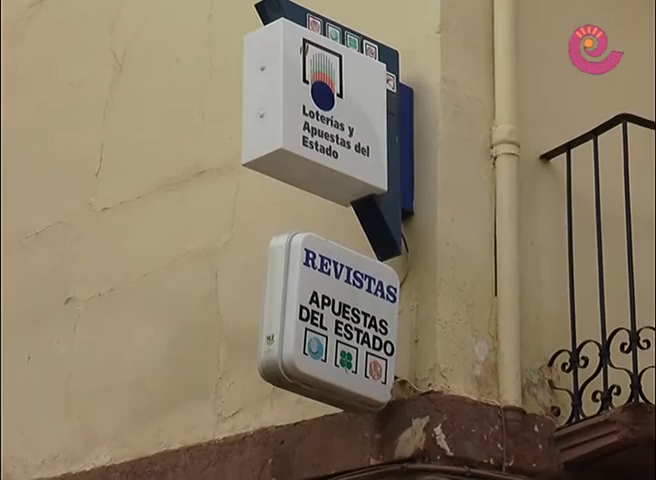 Loterías y
Apuestas del
Estado
REVISTAS
APUESTAS
DEL ESTADO